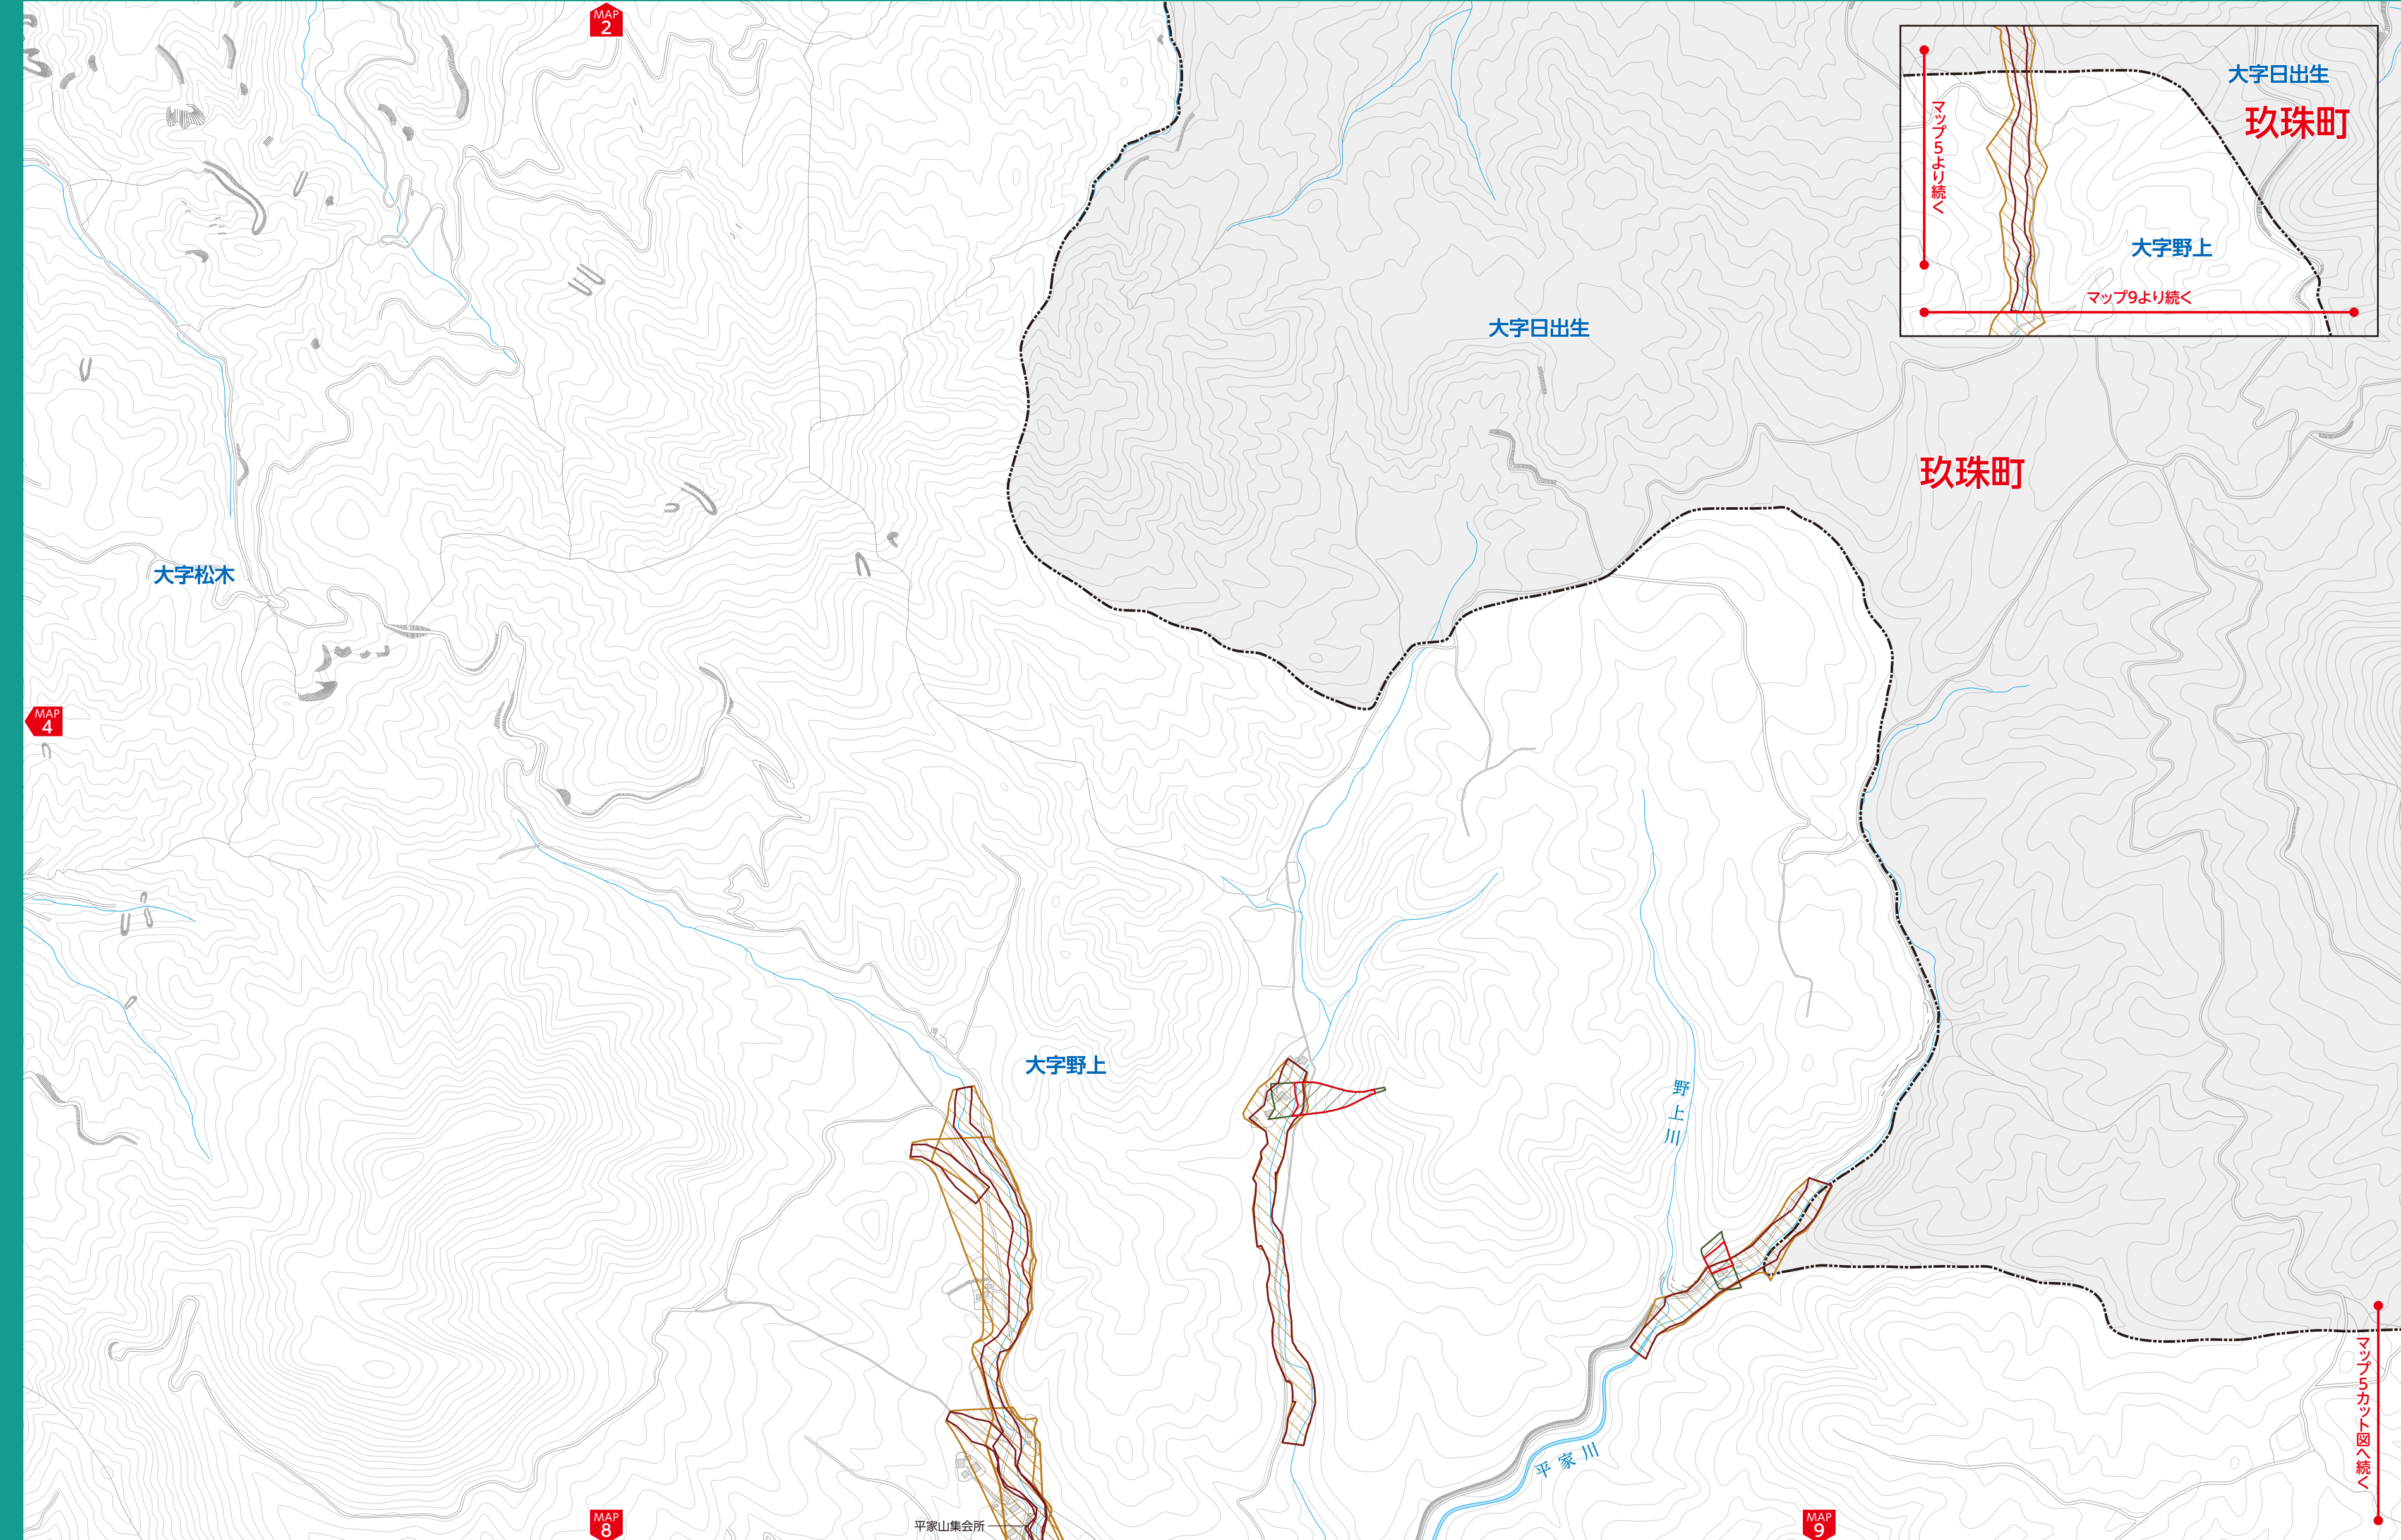 MAP
2
大字日出生
玖珠町
マップ5より続く
大字野上
マップ9より続く
大字日出生
玖珠町
大字松木
MAP
4
大字野上
野上川
平家川
マップ5カット図へ続く
平家山集会所
MAP
8
MAP
9